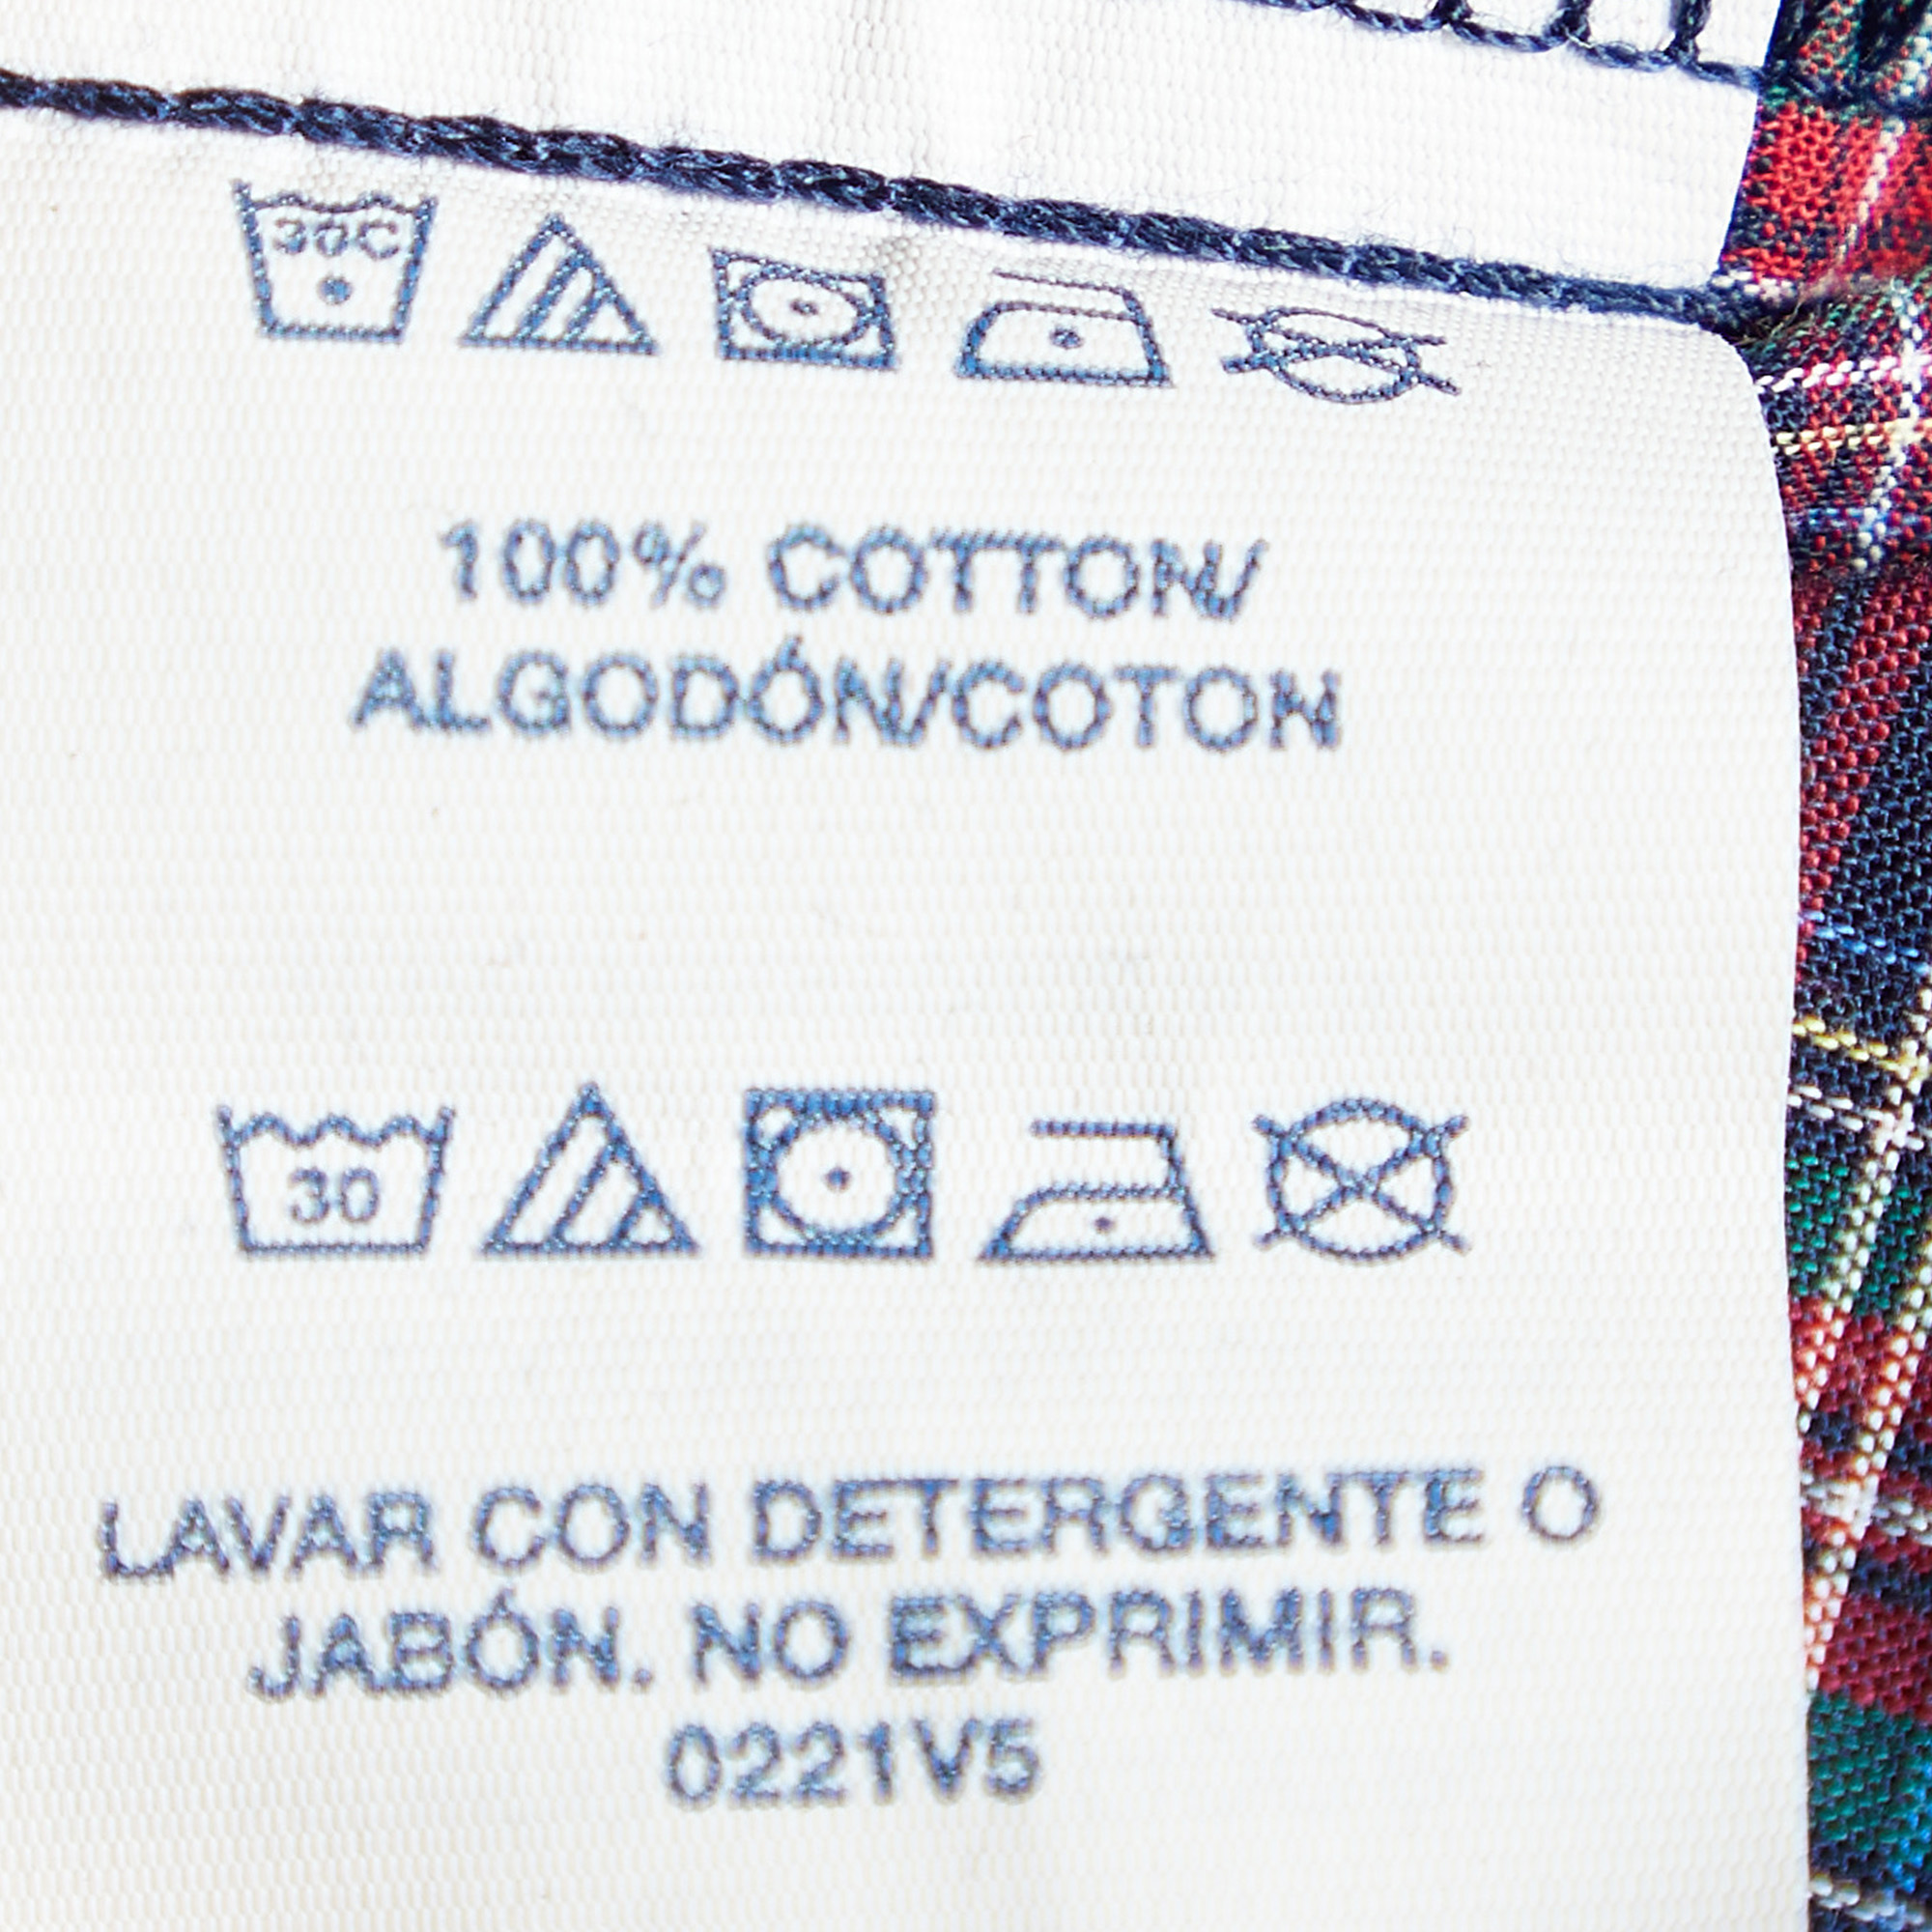 30C
100% COTTON/
ALGODÓN/COTON
30
LAVAR CON DETERGENTE O
JABÓN. NO EXPRIMIR.
0221V5